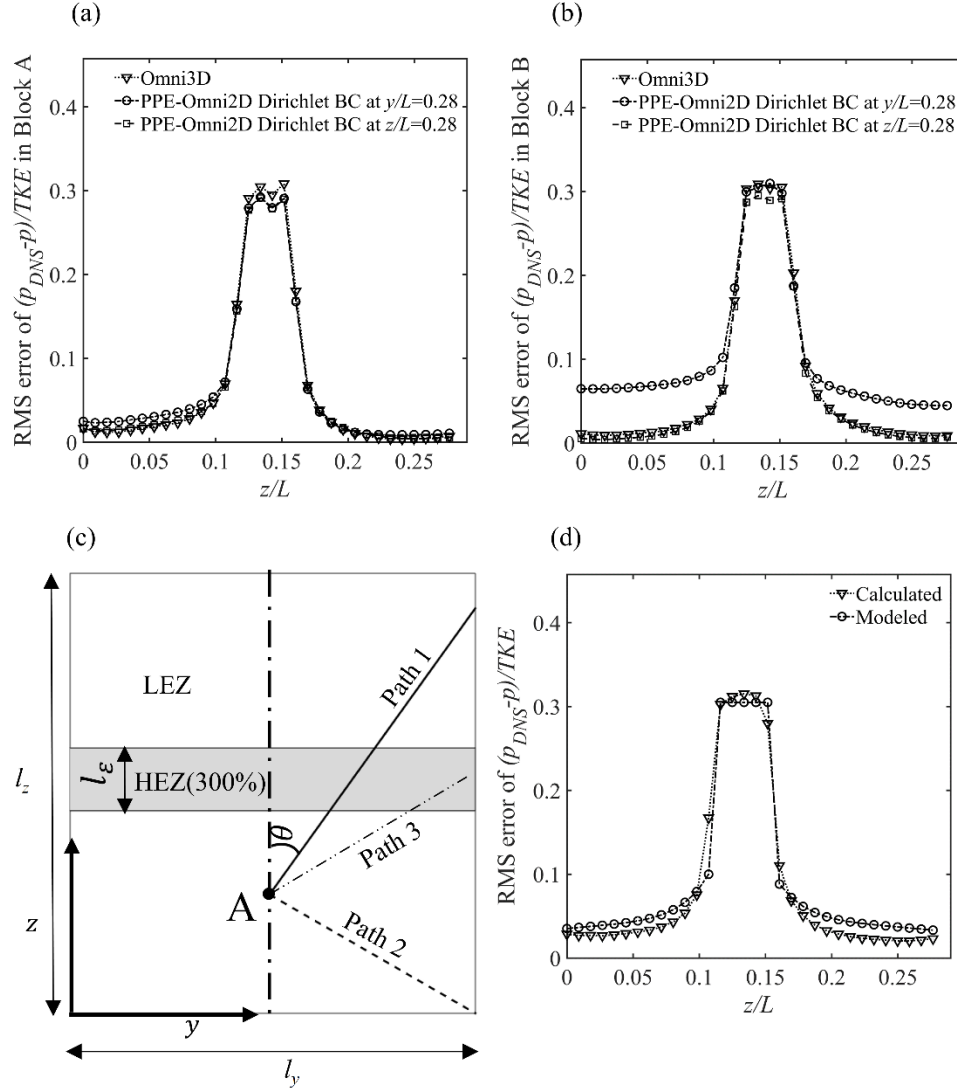 (a)
RMS error of (p_DNS-p)/TKE in Block A
Omni3D
PPE-Omni2D Dirichlet BC at y/L=0.28
PPE-Omni2D Dirichlet BC at z/L=0.28
0.4
0.3
0.2
0.1
0
0 0.05 0.1 0.15 0.2 0.25
z/L
(b)
RMS error of (p_DNS-p)/TKE in Block B
Omni3D
PPE-Omni2D Dirichlet BC at y/L=0.28
PPE-Omni2D Dirichlet BC at z/L=0.28
0.4
0.3
0.2
0.1
0
0 0.05 0.1 0.15 0.2 0.25
z/L
(c)
LEZ
Path 1
l_z
l_ε
HEZ(300%)
θ
Path 3
A
Path 2
z
y
l_y
(d)
RMS error of (p_DNS-p)/TKE
Calculated
Modeled
0.4
0.3
0.2
0.1
0
0 0.05 0.1 0.15 0.2 0.25
z/L